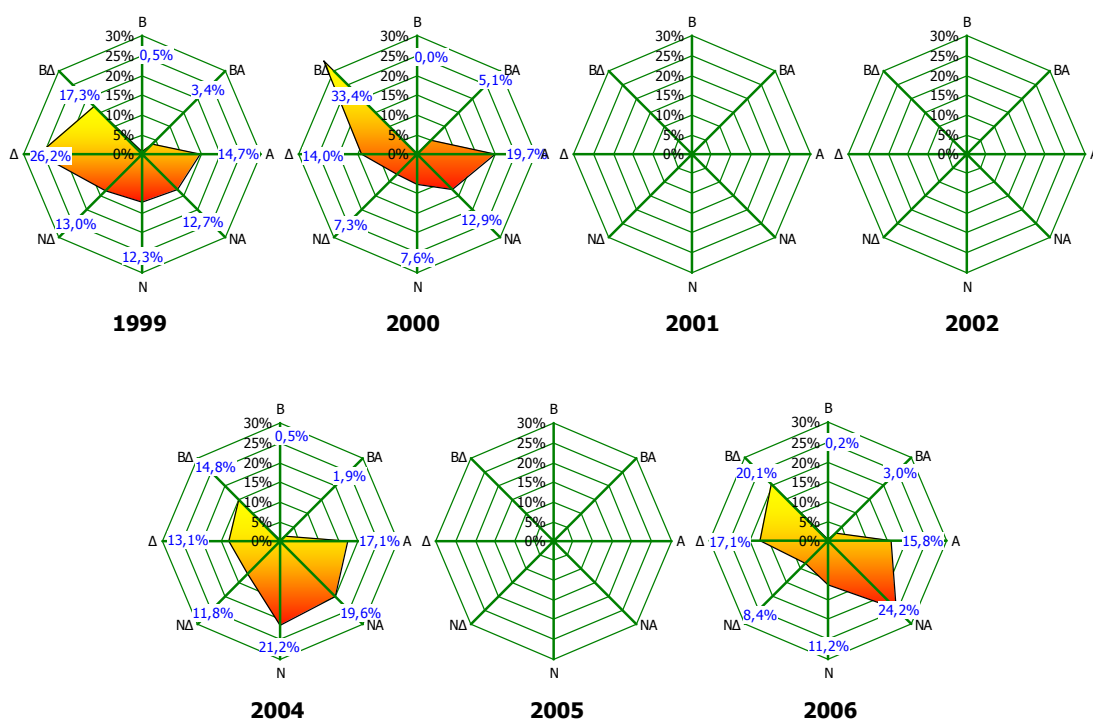 B
30%
25%
20%
15%
10%
5%
0%
0,5%
BA
3,4%
14,7% A
12,7%
NA
12,3%
N
13,0%
NΔ
Δ 26,2%
17,3%
BΔ
1999
B
30%
25%
20%
15%
10%
5%
0%
0,0%
BA
5,1%
19,7% A
12,9%
NA
7,6%
N
7,3%
NΔ
Δ 14,0%
33,4%
BΔ
2000
B
30%
25%
20%
15%
10%
5%
0%
BA
A
NA
N
NΔ
Δ
BΔ
2001
B
30%
25%
20%
15%
10%
5%
0%
BA
A
NA
N
NΔ
Δ
BΔ
2002
B
30%
25%
20%
15%
10%
5%
0%
0,5%
BA
1,9%
17,1% A
19,6%
NA
21,2%
N
11,8%
NΔ
Δ 13,1%
14,8%
BΔ
2004
B
30%
25%
20%
15%
10%
5%
0%
BA
A
NA
N
NΔ
Δ
BΔ
2005
B
30%
25%
20%
15%
10%
5%
0%
0,2%
BA
3,0%
15,8% A
24,2%
NA
11,2%
N
8,4%
NΔ
Δ 17,1%
20,1%
BΔ
2006